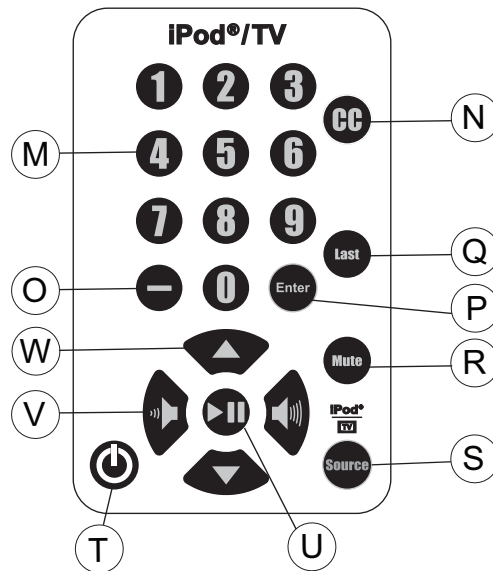 iPod®/TV
1 2 3
CC N
M 4 5 6
7 8 9
Last Q
O - 0 Enter
P
W
Mute R
V
iPod®
TV
Source S
T U